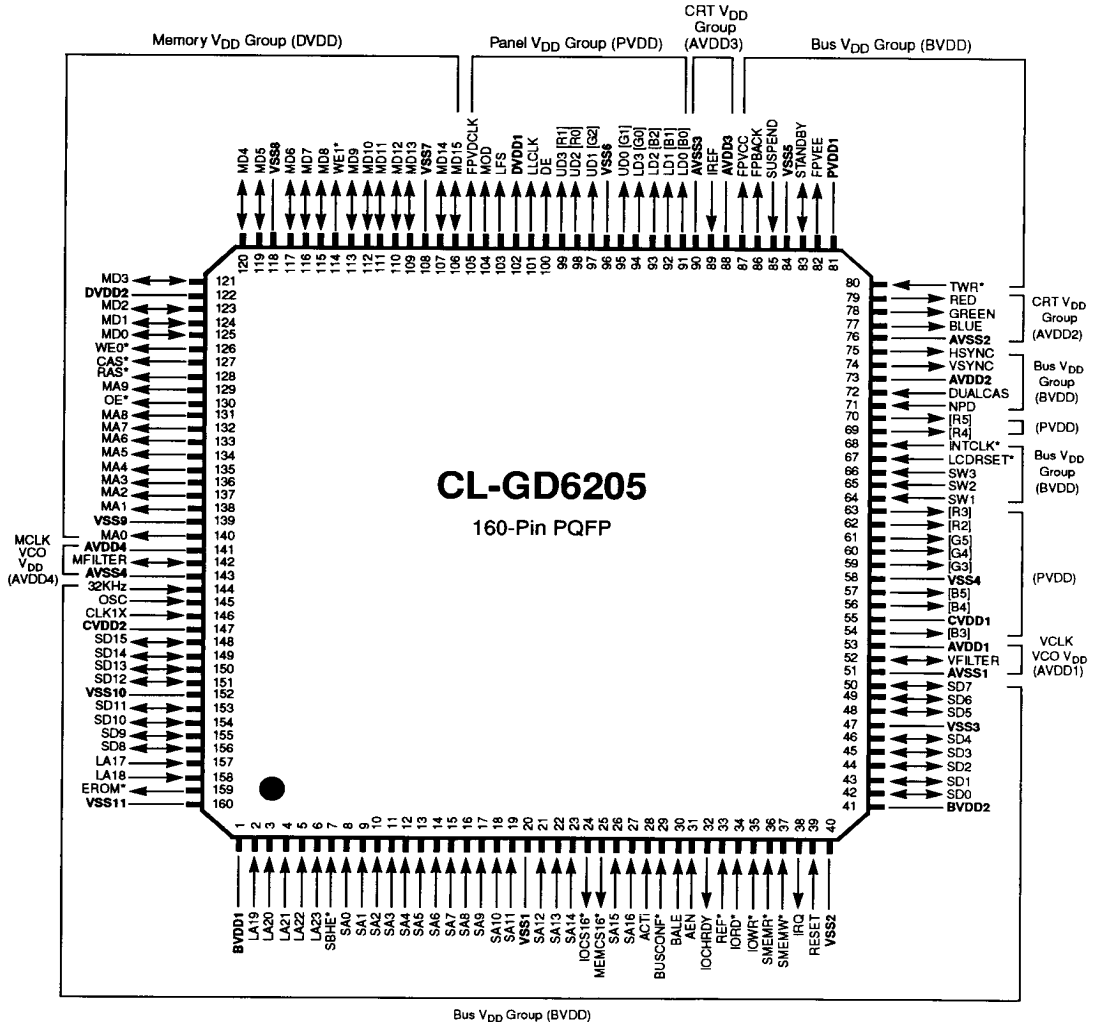 CRT VDD
Group
(AVDD3)
Memory VDD Group (DVDD)
Panel VDD Group (PVDD)
Bus VDD Group (BVDD)
MD4
MD5
VSS8
MD6
MD7
MD8
WE1*
MD9
MD10
MD11
MD12
MD13
VSS7
MD14
MD15
FPVDCLK
MOD
LFS
DVDD1
LLCLK
DE
UD3 [R1]
UD2 [R0]
UD1 [G2]
VSS6
UD0 [G1]
LD3 [G0]
LD2 [B2]
LD1 [B1]
LD0 [B0]
AVSS3
IREF
AVDD3
FPVCC
FPBACK
SUSPEND
VSS5
STANDBY
FPVEE
PVDD1
120
119
118
117
116
115
114
113
112
111
110
109
108
107
106
105
104
103
102
101
100
99
98
97
96
95
94
93
92
91
90
89
88
87
86
85
84
83
82
81
MD3 121
DVDD2 122
MD2 123
MD1 124
MD0 125
WE0* 126
CAS* 127
RAS* 128
MA9 129
OE* 130
MA8 131
MA7 132
MA6 133
MA5 134
MA4 135
MA3 136
MA2 137
MA1 138
VSS9 139
MA0 140
AVDD4 141
MFILTER 142
AVSS4 143
32KHz 144
OSC 145
CLK1X 146
CVDD2 147
SD15 148
SD14 149
SD13 150
SD12 151
VSS10 152
SD11 153
SD10 154
SD9 155
SD8 156
LA17 157
LA18 158
EROM* 159
VSS11 160
MCLK
VCO
VDD
(AVDD4)
CL-GD6205
160-Pin PQFP
80 TWR*
79 RED
78 GREEN
77 BLUE
76 AVSS2
75 HSYNC
74 VSYNC
73 AVDD2
72 DUALCAS
71 NPD
70 [R5]
69 [R4]
68 INTCLK*
67 LCDRSET*
66 SW3
65 SW2
64 SW1
63 [R3]
62 [R2]
61 [G5]
60 [G4]
59 [G3]
58 VSS4
57 [B5]
56 [B4]
55 CVDD1
54 [B3]
53 AVDD1
52 VFILTER
51 AVSS1
50 SD7
49 SD6
48 SD5
47 VSS3
46 SD4
45 SD3
44 SD2
43 SD1
42 SD0
41 BVDD2
CRT VDD
Group
(AVDD2)
Bus VDD
Group
(BVDD)
(PVDD)
Bus VDD
Group
(BVDD)
(PVDD)
VCLK
VCO VDD
(AVDD1)
1
2
3
4
5
6
7
8
9
10
11
12
13
14
15
16
17
18
19
20
21
22
23
24
25
26
27
28
29
30
31
32
33
34
35
36
37
38
39
40
BVDD1
LA19
LA20
LA21
LA22
LA23
SBHE*
SA0
SA1
SA2
SA3
SA4
SA5
SA6
SA7
SA8
SA9
SA10
SA11
VSS1
SA12
SA13
SA14
IOCS16*
MEMCS16*
SA15
SA16
ACTi
BUSCONF*
BALE
AEN
IOCHRDY
REF*
IORD*
IOWR*
SMEMR*
SMEMW*
IRQ
RESET
VSS2
Bus VDD Group (BVDD)